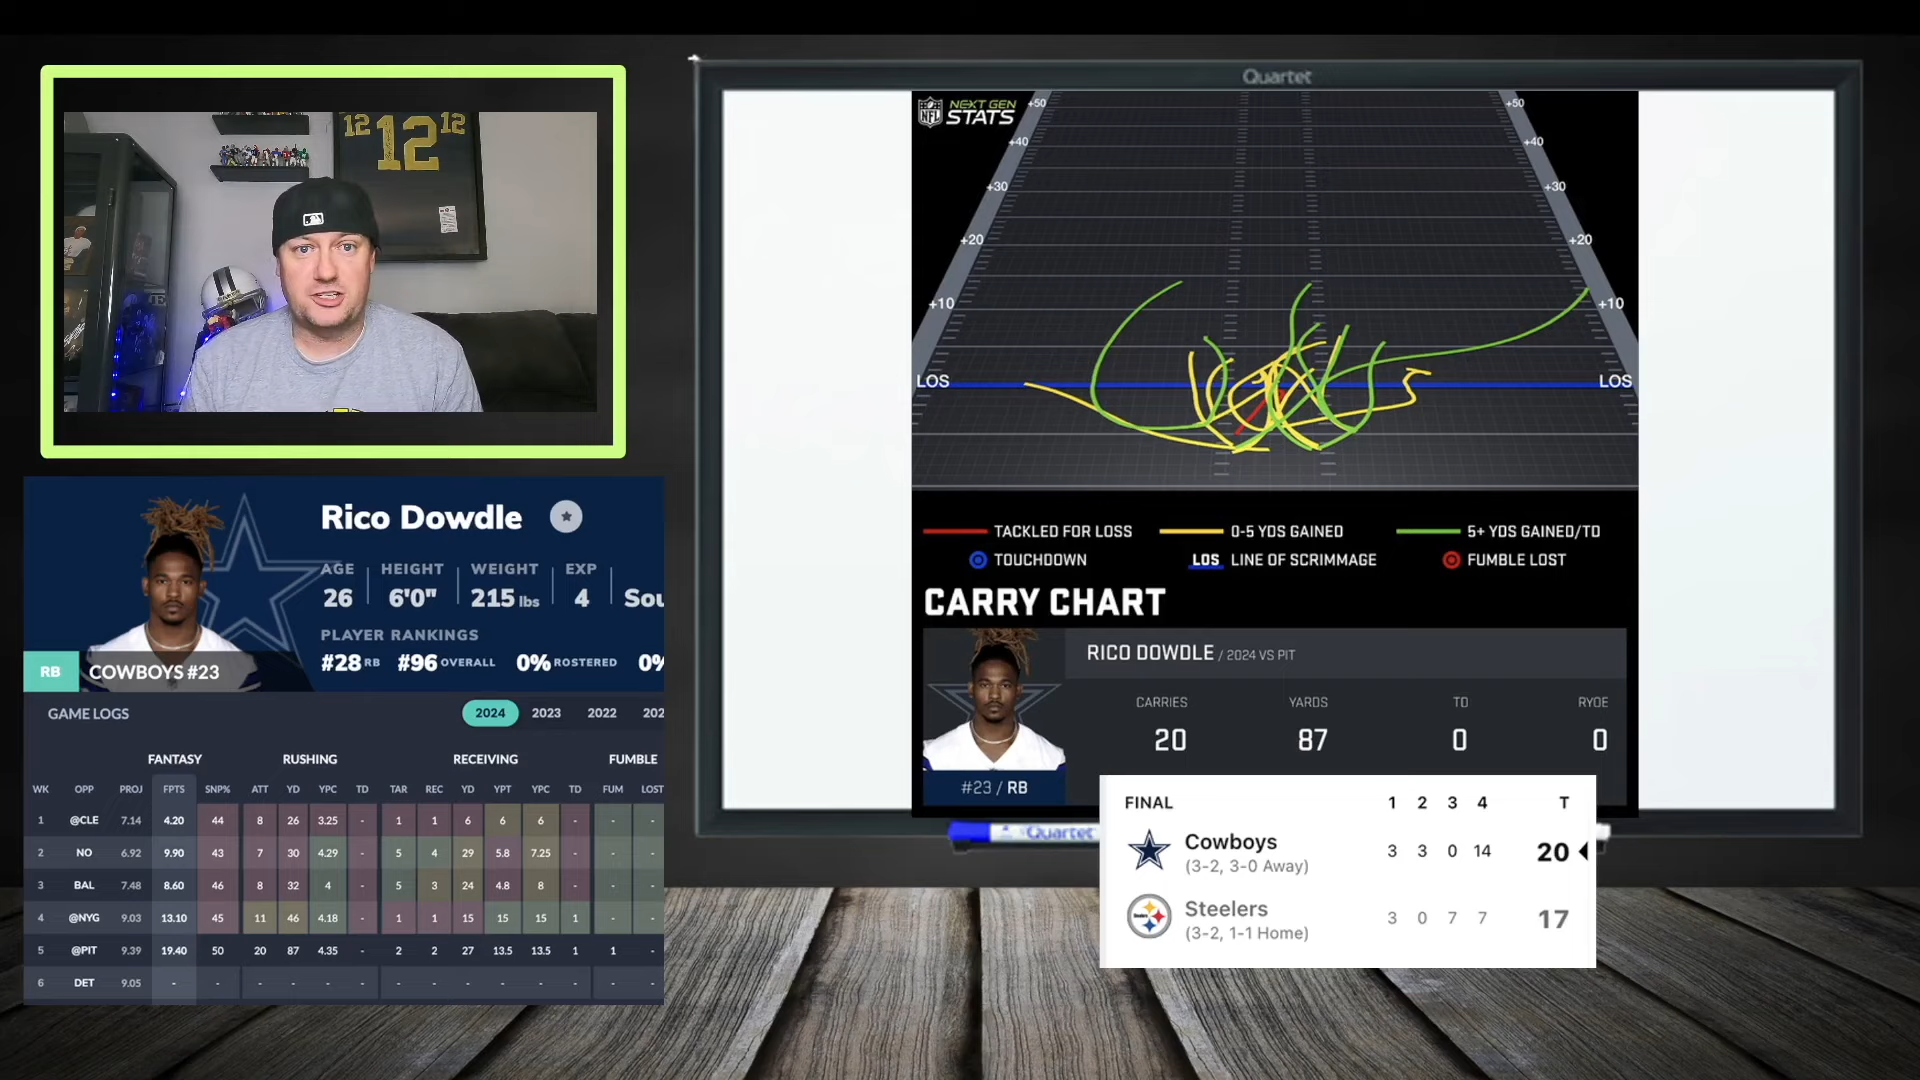 12 12 12
Rico Dowdle
AGE HEIGHT WEIGHT EXP
26 6'0" 215 lbs 4 Sou
PLAYER RANKINGS
#28 RB #96 OVERALL 0% ROSTERED 0%
RB COWBOYS #23
GAME LOGS 2024 2023 2022 202
FANTASY RUSHING RECEIVING FUMBLE
WK OPP PROJ FPTS SNP% ATT YD YPC TD TAR REC YD YPT YPC TD FUM LOST
1 @CLE 7.14 4.20 44 8 26 3.25 - 1 1 6 6 6 - - -
2 NO 6.92 9.90 43 7 30 4.29 - 5 4 29 5.8 7.25 - - -
3 BAL 7.48 8.60 46 8 32 4 - 5 3 24 4.8 8 - - -
4 @NYG 9.03 13.10 45 11 46 4.18 - 1 1 15 15 15 1 - -
5 @PIT 9.39 19.40 50 20 87 4.35 - 2 2 27 13.5 13.5 1 1 -
6 DET 9.05 - - - - - - - - - - - - - -
Quartet
NFL NEXT GEN STATS
+50 +50
+40 +40
+30 +30
+20 +20
+10 +10
LOS LOS
TACKLED FOR LOSS 0-5 YDS GAINED 5+ YDS GAINED/TD
TOUCHDOWN LOS LINE OF SCRIMMAGE FUMBLE LOST
CARRY CHART
RICO DOWDLE / 2024 VS PIT
CARRIES YARDS TD RYOE
20 87 0 0
#23 / RB
Quartet
FINAL 1 2 3 4 T
Cowboys 3 3 0 14 20
(3-2, 3-0 Away)
Steelers 3 0 7 7 17
(3-2, 1-1 Home)